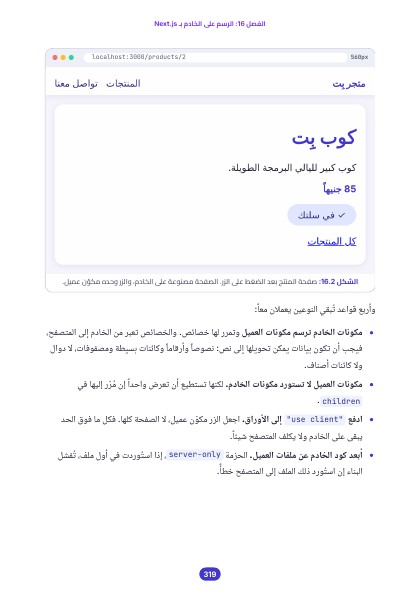 الفصل 16: الرسم على الخادم بـ Next.js
localhost:3000/products/2
560px
متجر بِت
المنتجات تواصل معنا
كوب بِت
كوب كبير لليالي البرمجة الطويلة.
85 جنيهاً
✓ في سلتك
كل المنتجات
الشكل 16.2: صفحة المنتج بعد الضغط على الزر. الصفحة مصنوعة على الخادم، والزر وحده مكوّن عميل.
وأربع قواعد تُبقي النوعين يعملان معاً:
• مكونات الخادم ترسم مكونات العميل وتمرر لها خصائص. والخصائص تعبر من الخادم إلى المتصفح،
فيجب أن تكون بيانات يمكن تحويلها إلى نص: نصوصاً وأرقاماً وكائنات بسيطة ومصفوفات، لا دوال
ولا كائنات أصناف.
• مكونات العميل لا تستورد مكونات الخادم. لكنها تستطيع أن تعرض واحداً إن مُرّر إليها في
children.
• ادفع "use client" إلى الأوراق. اجعل الزر مكوّن عميل، لا الصفحة كلها. فكل ما فوق الحد
يبقى على الخادم ولا يكلف المتصفح شيئاً.
• أبعد كود الخادم عن ملفات العميل. الحزمة server-only، إذا استُوردت في أول ملف، تُفشل
البناء إن استُورد ذلك الملف إلى المتصفح خطأً.
319